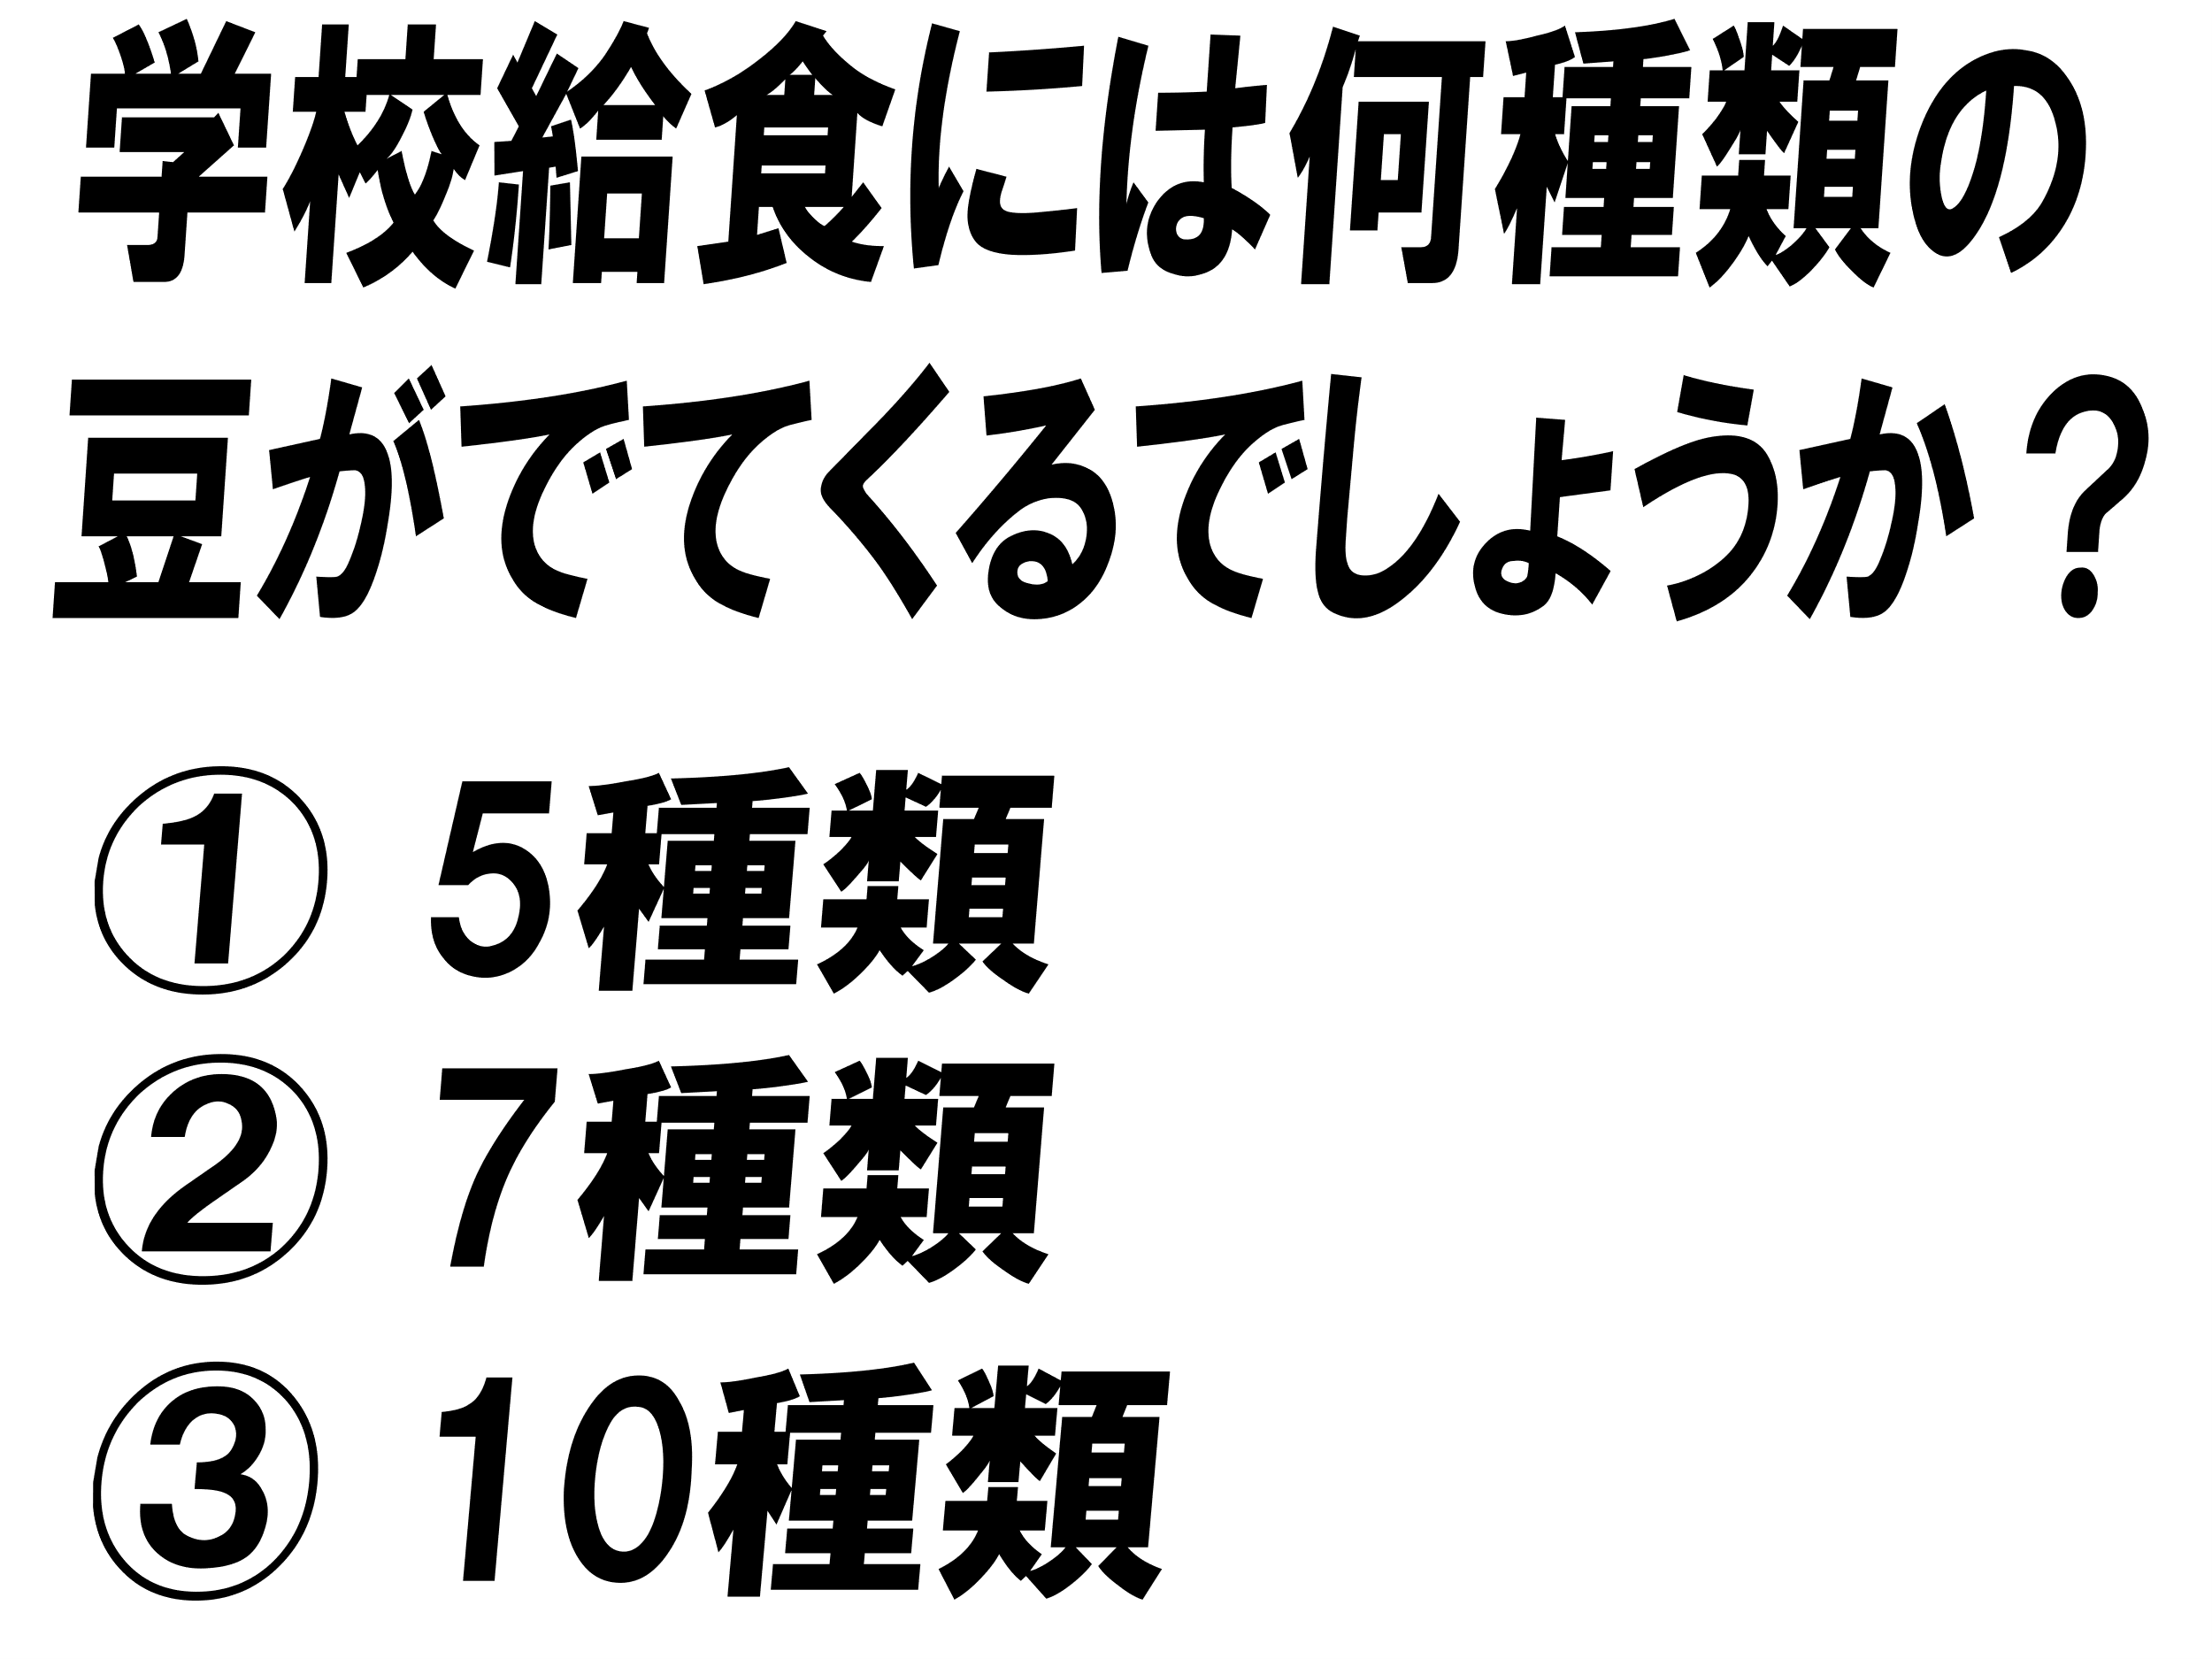 学校給食には何種類の
豆がでてくるでしょうか？
① 5種類
② 7種類
③ 10種類